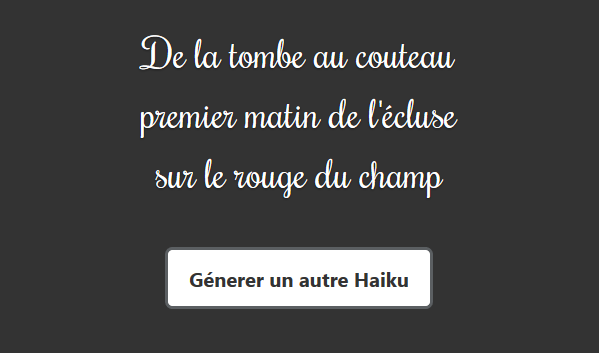 De la tombe au couteau
premier matin de l'écluse
sur le rouge du champ
Génerer un autre Haiku